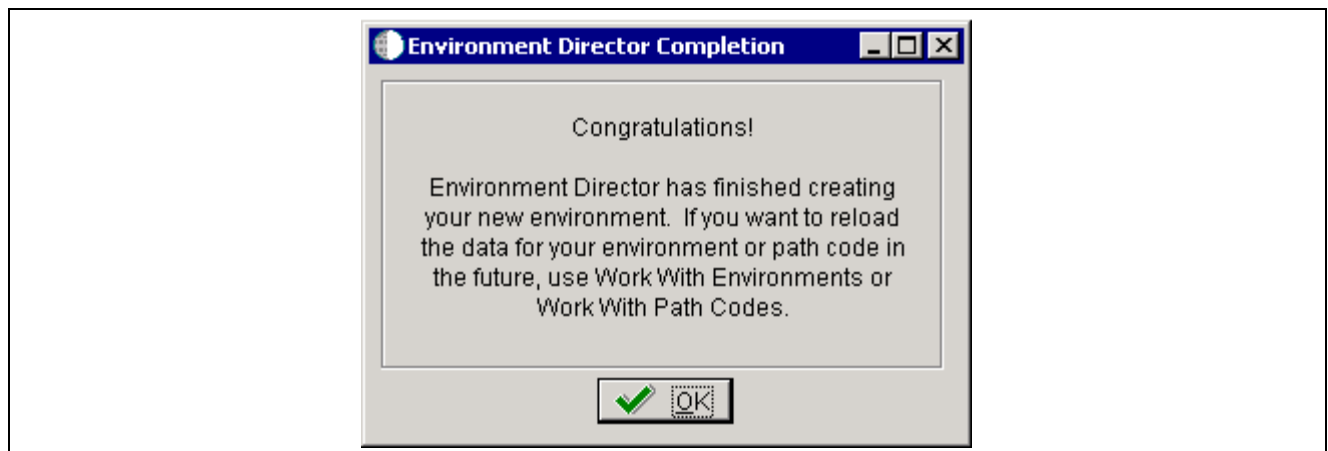 Environment Director Completion
Congratulations!
Environment Director has finished creating
your new environment.  If you want to reload
the data for your environment or path code in
the future, use Work With Environments or
Work With Path Codes.
OK